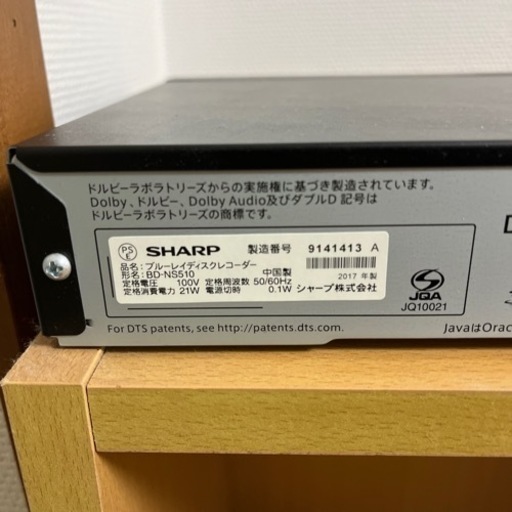 ドルビーラボラトリーズからの実施権に基づき製造されています。
Dolby、ドルビー、Dolby Audio及びダブルD 記号は
ドルビーラボラトリーズの商標です。
PS
E
SHARP 製造番号 9141413 A
品名:ブルーレイディスクレコーダー
形名:BD-NS510 中国製 2017 年製
定格電圧 100V 定格周波数 50/60Hz
定格消費電力 21W 電源切時 0.1W シャープ株式会社
JQA
JQ10021
For DTS patents, see http://patents.dts.com.
JavaはOrac